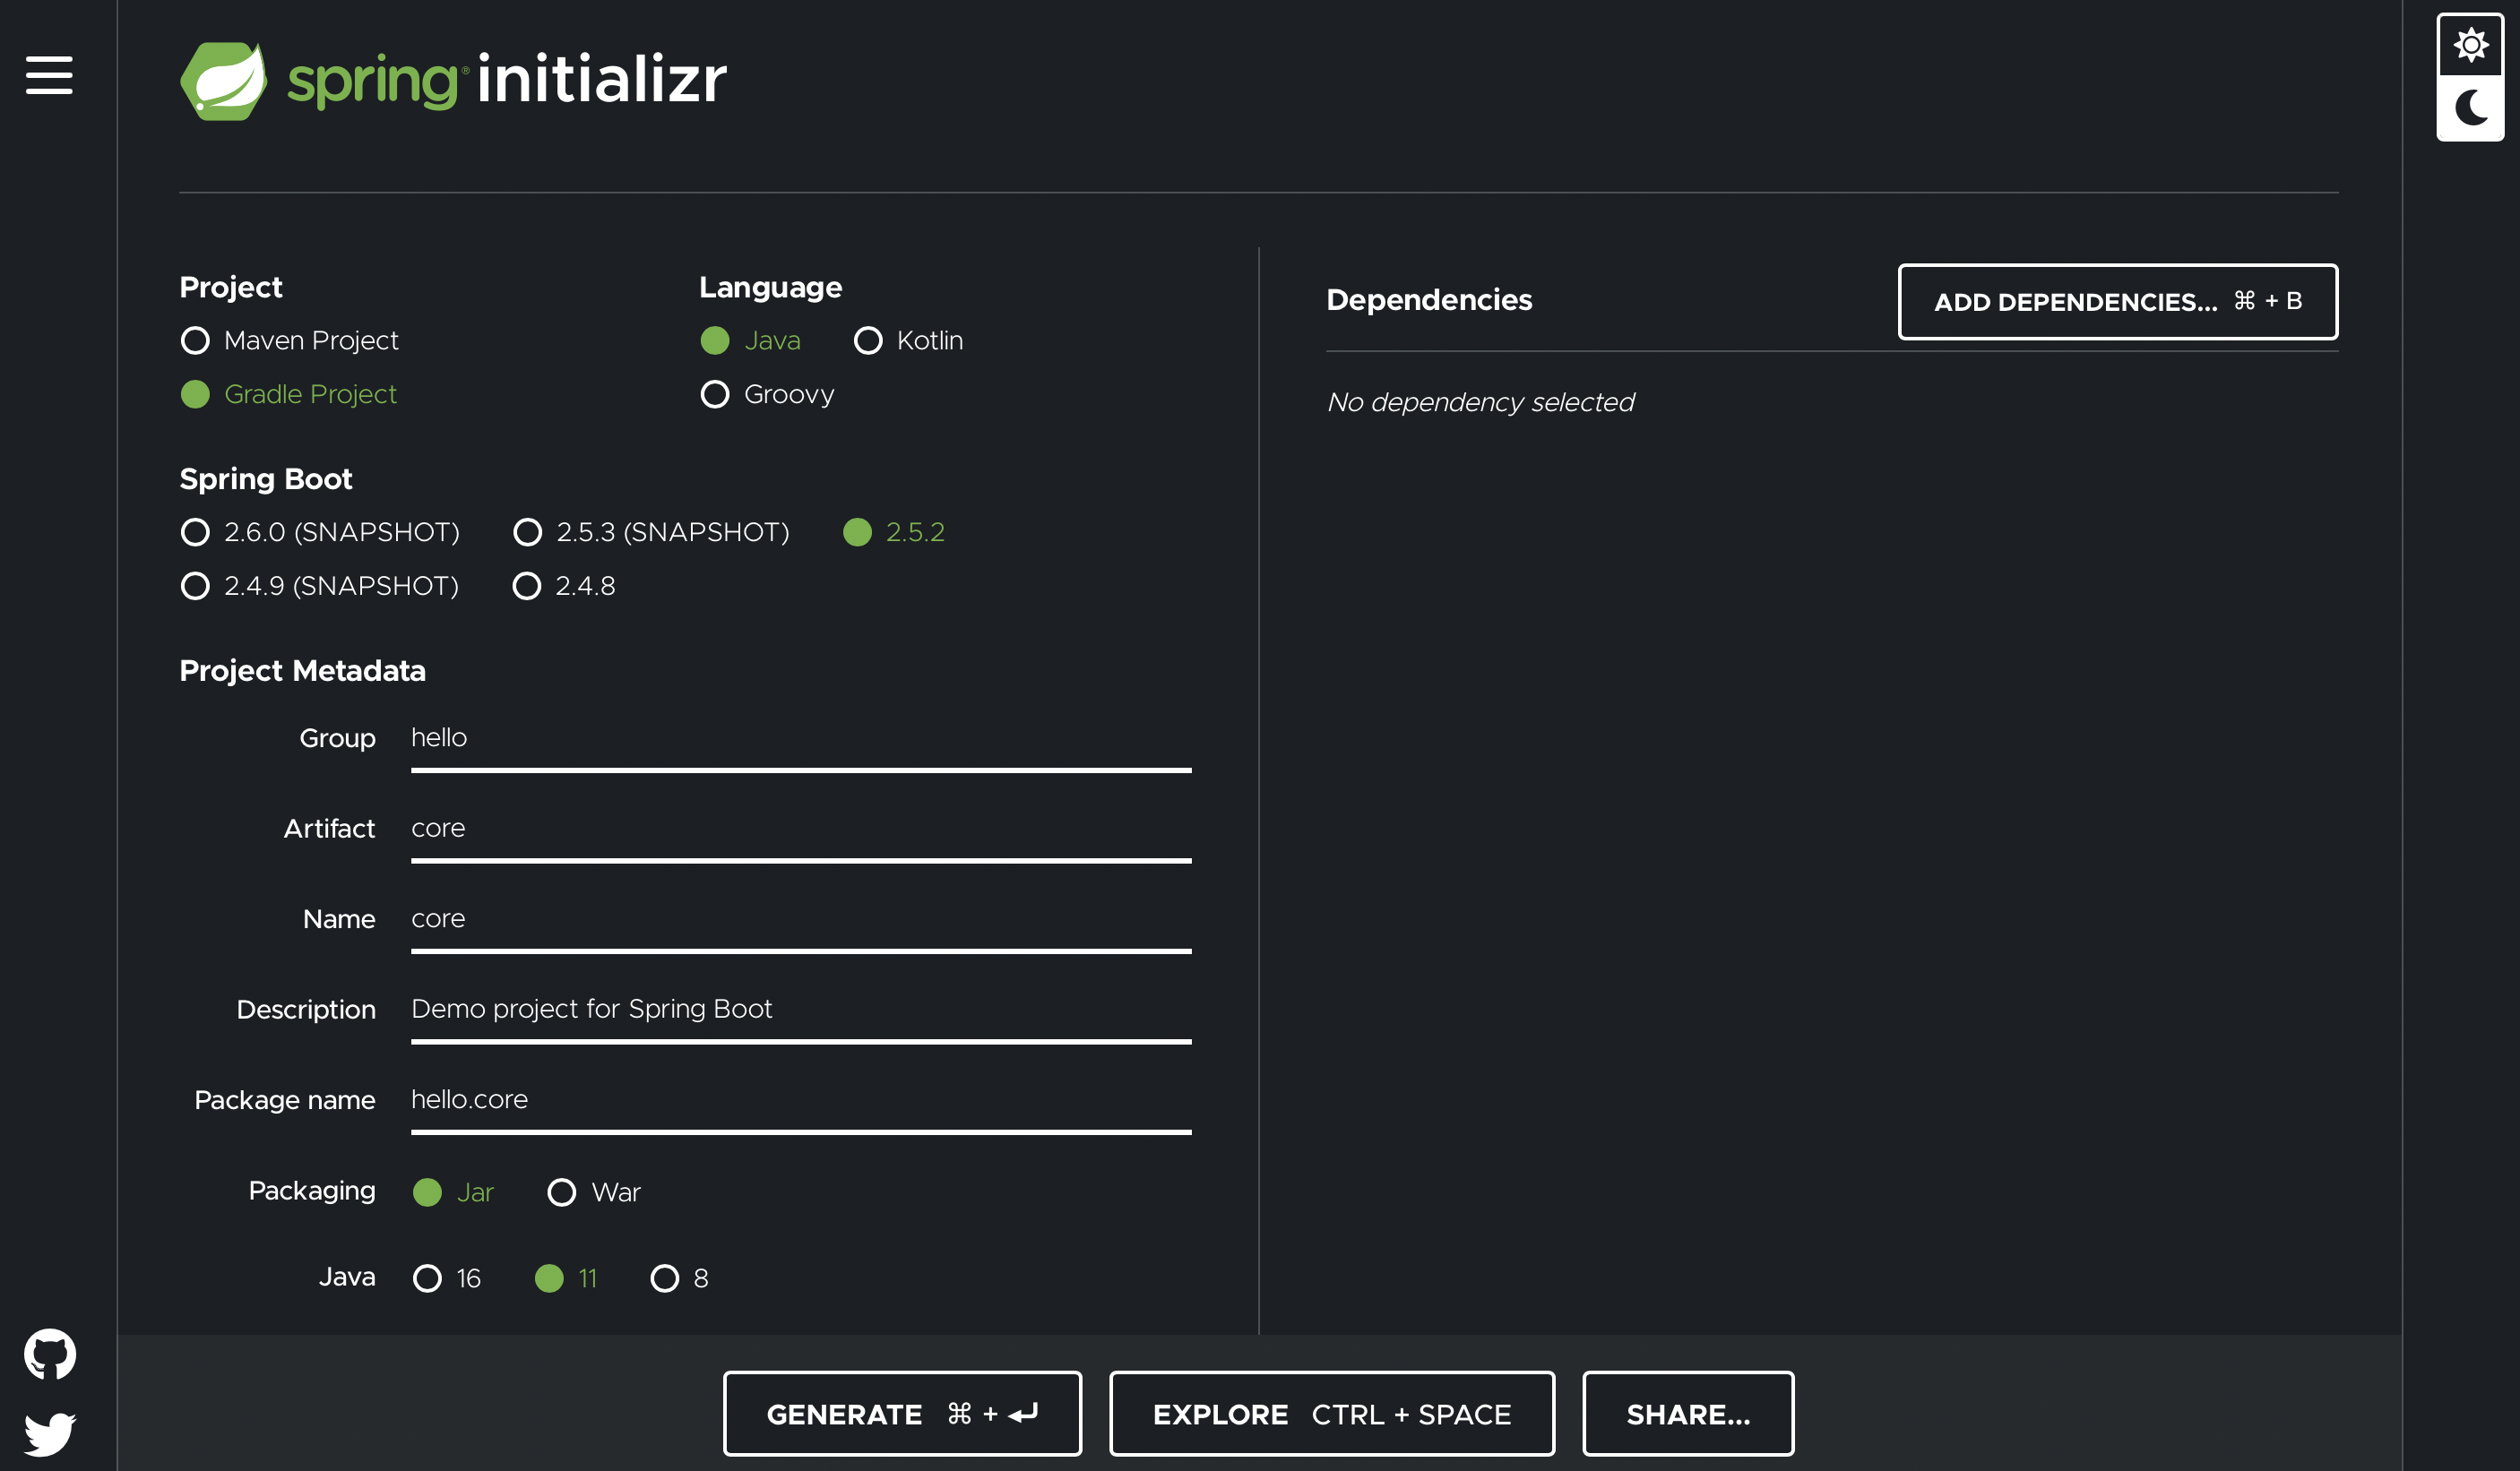 spring® initializr
Project
Maven Project
Gradle Project
Language
Java Kotlin
Groovy
Spring Boot
2.6.0 (SNAPSHOT) 2.5.3 (SNAPSHOT) 2.5.2
2.4.9 (SNAPSHOT) 2.4.8
Project Metadata
Group hello
Artifact core
Name core
Description Demo project for Spring Boot
Package name hello.core
Packaging Jar War
Java 16 11 8
Dependencies ADD DEPENDENCIES... ⌘ + B
No dependency selected
GENERATE ⌘ + ⏎ EXPLORE CTRL + SPACE SHARE...